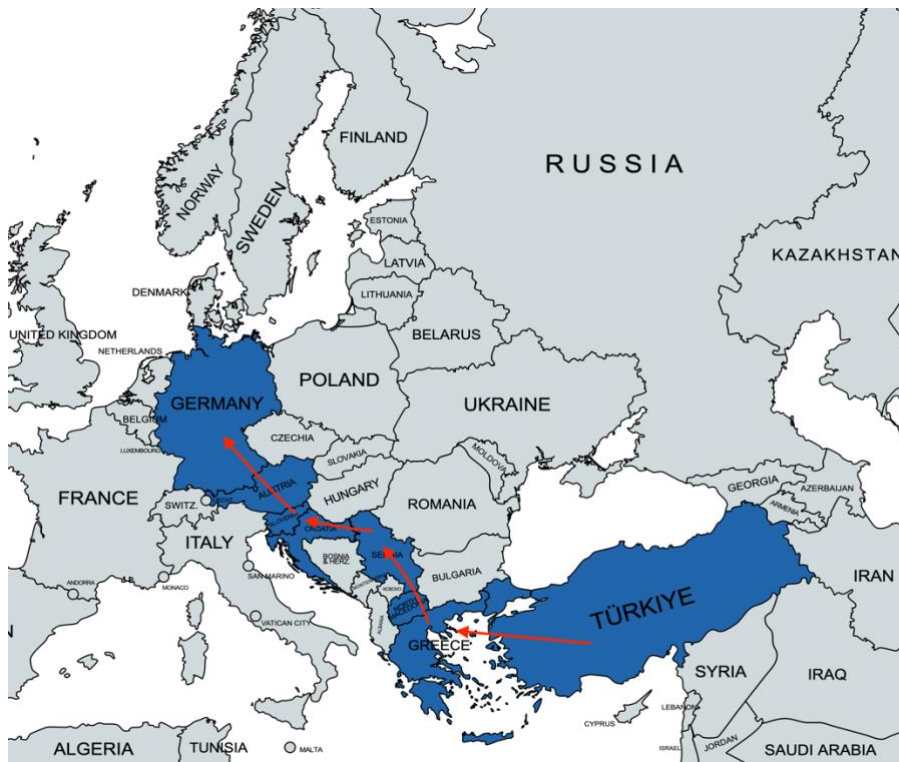 FINLAND
RUSSIA
NORWAY
SWEDEN
ESTONIA
LATVIA
LITHUANIA
KAZAKHSTAN
DENMARK
UNITED KINGDOM
BELARUS
NETHERLANDS
POLAND
GERMANY
UKRAINE
BELGIUM
LUXEMBOURG
CZECHIA
SLOVAKIA
MOLDOVA
FRANCE
AUSTRIA
HUNGARY
SWITZ.
ROMANIA
GEORGIA
AZERBAIJAN
ARMENIA
SLOVENIA
CROATIA
ITALY
BOSNIA
& HERZ.
SERBIA
SAN MARINO
BULGARIA
ANDORRA
MONACO
KOSOVO
IRAN
VATICAN CITY
NORTH
MACEDONIA
ALBANIA
TÜRKIYE
GREECE
SYRIA
IRAQ
CYPRUS
LEBANON
ISRAEL
JORDAN
ALGERIA
TUNISIA
MALTA
SAUDI ARABIA